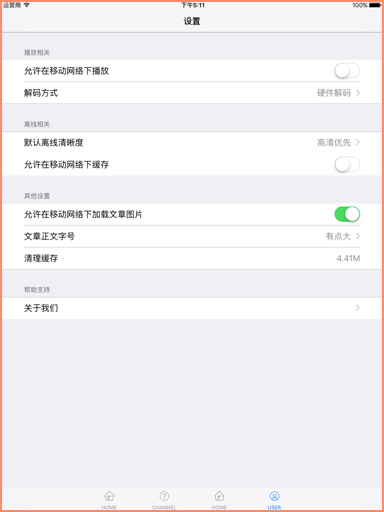 运营商 下午5:11 100%
设置
播放相关
允许在移动网络下播放
解码方式 硬件解码
离线相关
默认离线清晰度 高清优先
允许在移动网络下缓存
其他设置
允许在移动网络下加载文章图片
文章正文字号 有点大
清理缓存 4.41M
帮助支持
关于我们
HOME CHANNEL HOME USER